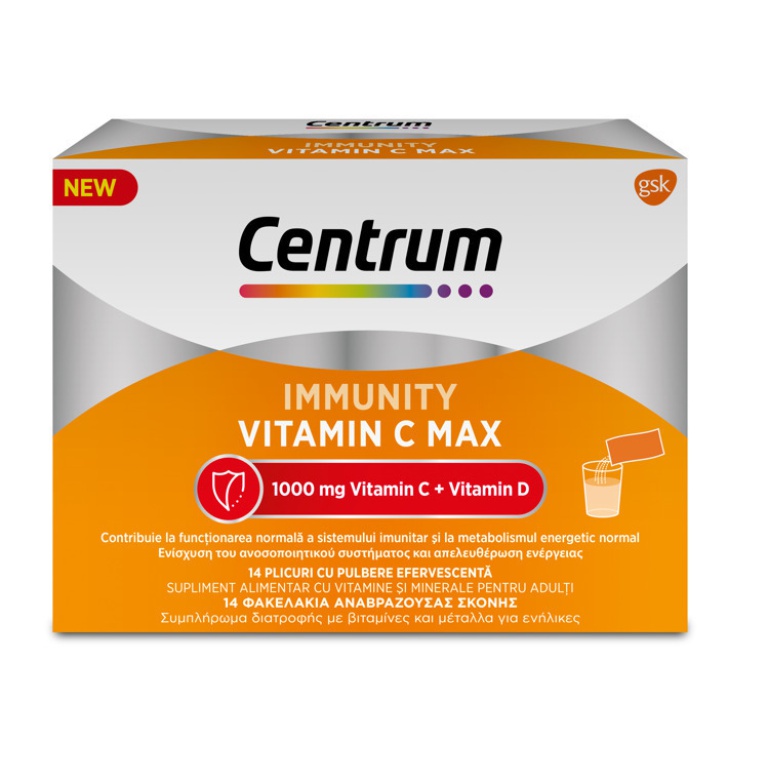 Centrum
IMMUNITY
VITAMIN C MAX
NEW
gsk
Centrum
IMMUNITY
VITAMIN C MAX
1000 mg Vitamin C + Vitamin D
Contribuie la funcționarea normală a sistemului imunitar și la metabolismul energetic normal
Ενίσχυση του ανοσοποιητικού συστήματος και απελευθέρωση ενέργειας
14 PLICURI CU PULBERE EFERVESCENTĂ
SUPLIMENT ALIMENTAR CU VITAMINE ȘI MINERALE PENTRU ADULȚI
14 ΦΑΚΕΛΑΚΙΑ ΑΝΑΒΡΑΖΟΥΣΑΣ ΣΚΟΝΗΣ
Συμπλήρωμα διατροφής με βιταμίνες και μέταλλα για ενήλικες